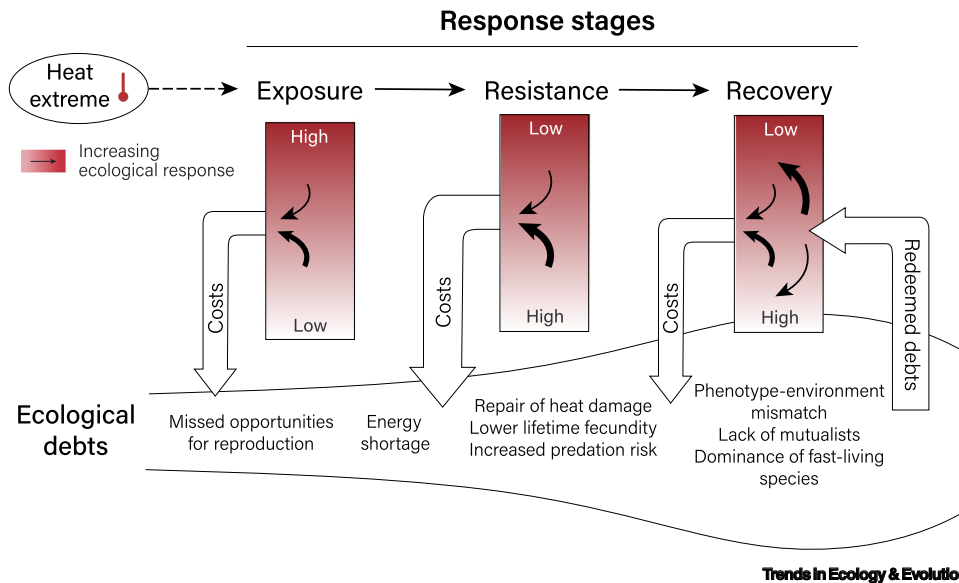 Response stages
Heat
extreme
Exposure
Resistance
Recovery
Increasing
ecological response
High
Low
Costs
Low
High
Costs
Low
High
Costs
Redeemed debts
Ecological
debts
Missed opportunities
for reproduction
Energy
shortage
Repair of heat damage
Lower lifetime fecundity
Increased predation risk
Phenotype-environment
mismatch
Lack of mutualists
Dominance of fast-living
species
Trends in Ecology & Evolutio